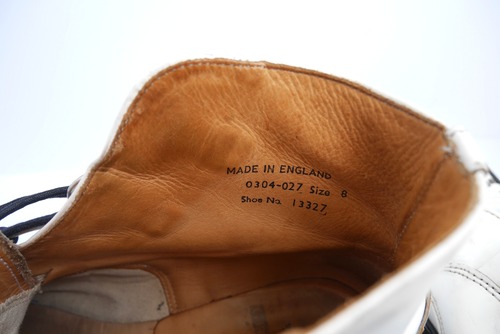 MADE IN ENGLAND
0304-027 Size 8
Shoe No. 13327